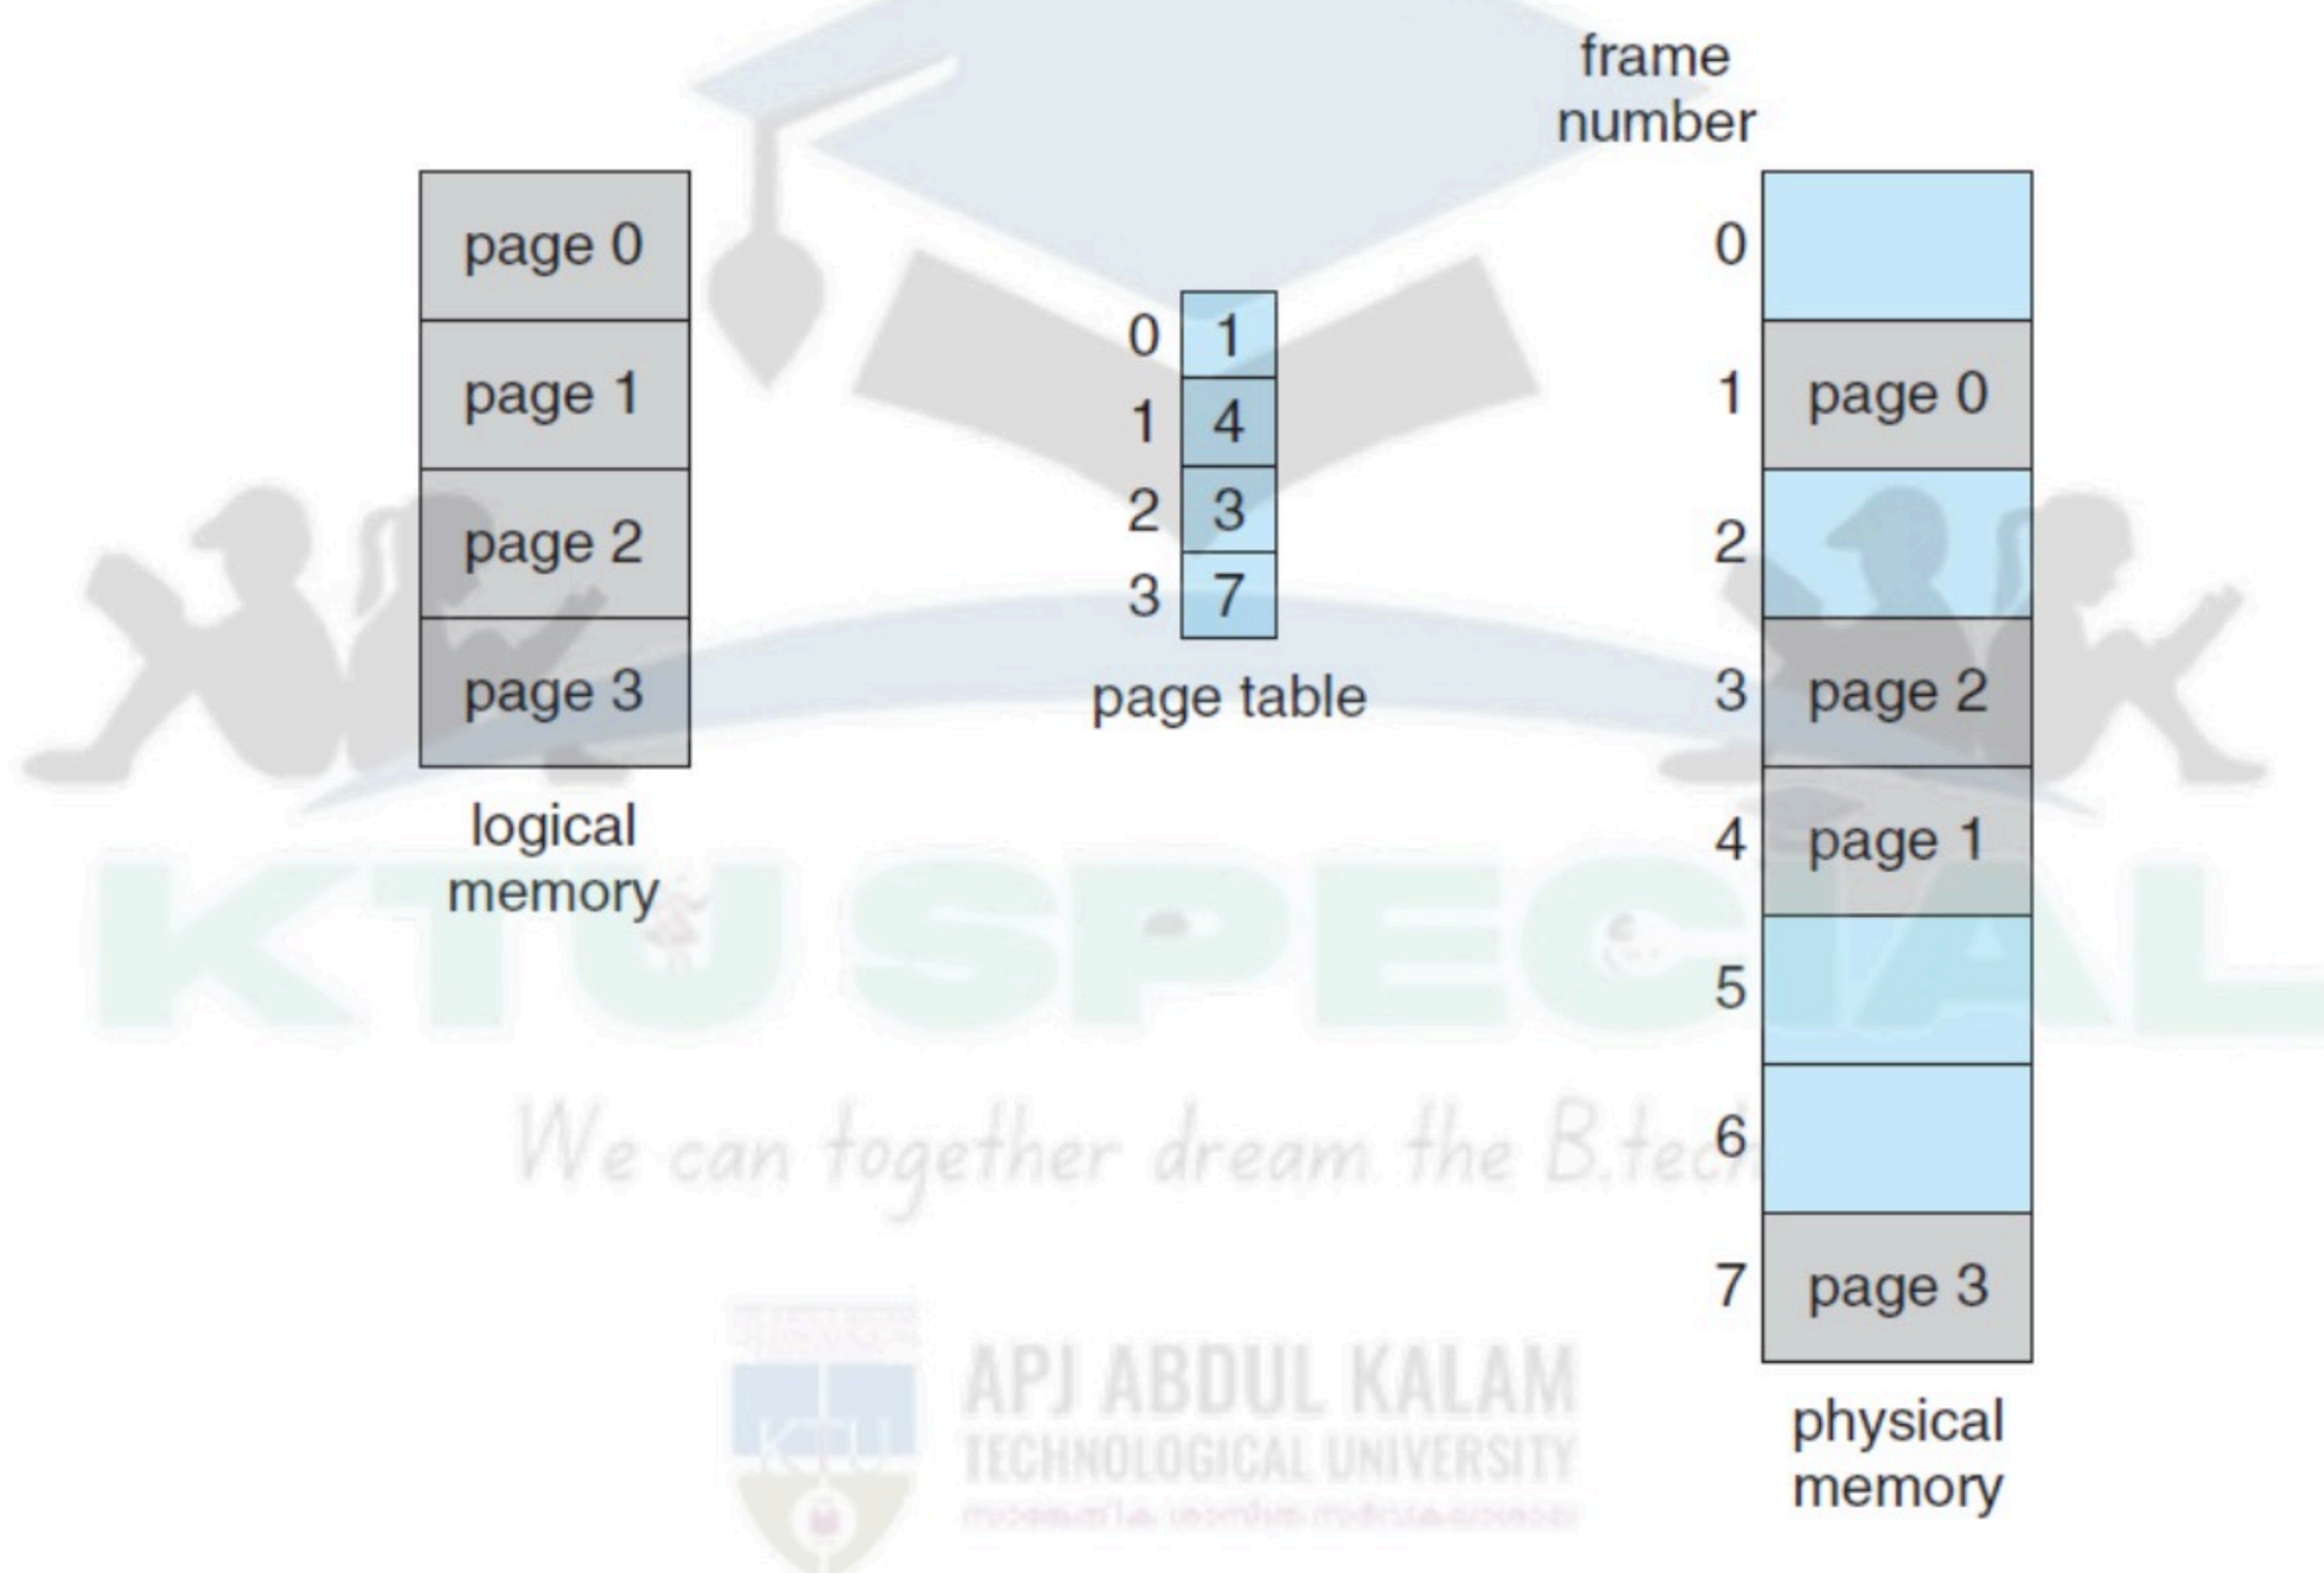 frame
number
page 0
page 1
page 2
page 3
logical
memory
0 1
1 4
2 3
3 7
page table
0
1 page 0
2
3 page 2
4 page 1
5
6
7 page 3
physical
memory
KTU SPECIAL
We can together dream the B.tech
KTU
APJ ABDUL KALAM
TECHNOLOGICAL UNIVERSITY